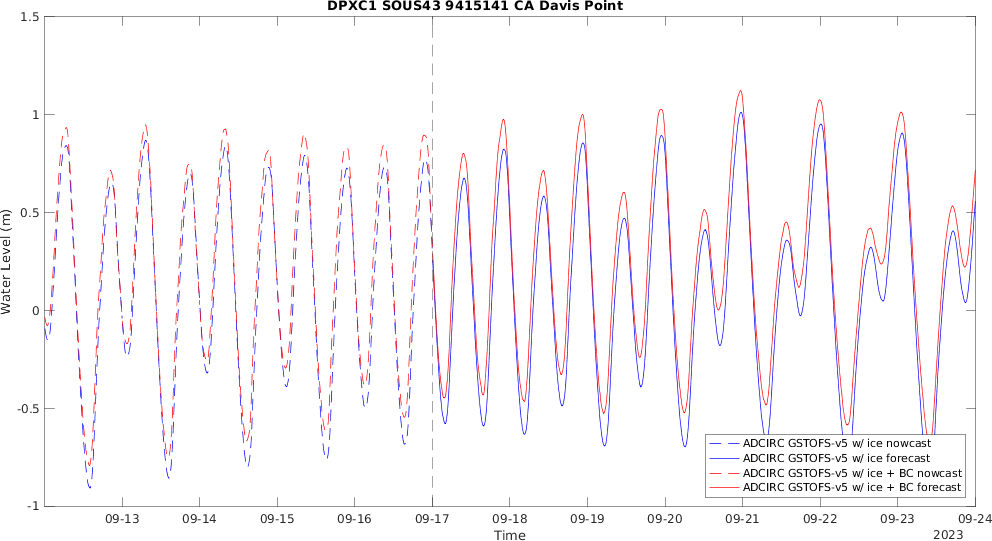 DPXC1 SOUS43 9415141 CA Davis Point
1.5
1
0.5
0
-0.5
-1
Water Level (m)
09-13
09-14
09-15
09-16
09-17
09-18
09-19
09-20
09-21
09-22
09-23
09-24
Time
2023
ADCIRC GSTOFS-v5 w/ ice nowcast
ADCIRC GSTOFS-v5 w/ ice forecast
ADCIRC GSTOFS-v5 w/ ice + BC nowcast
ADCIRC GSTOFS-v5 w/ ice + BC forecast